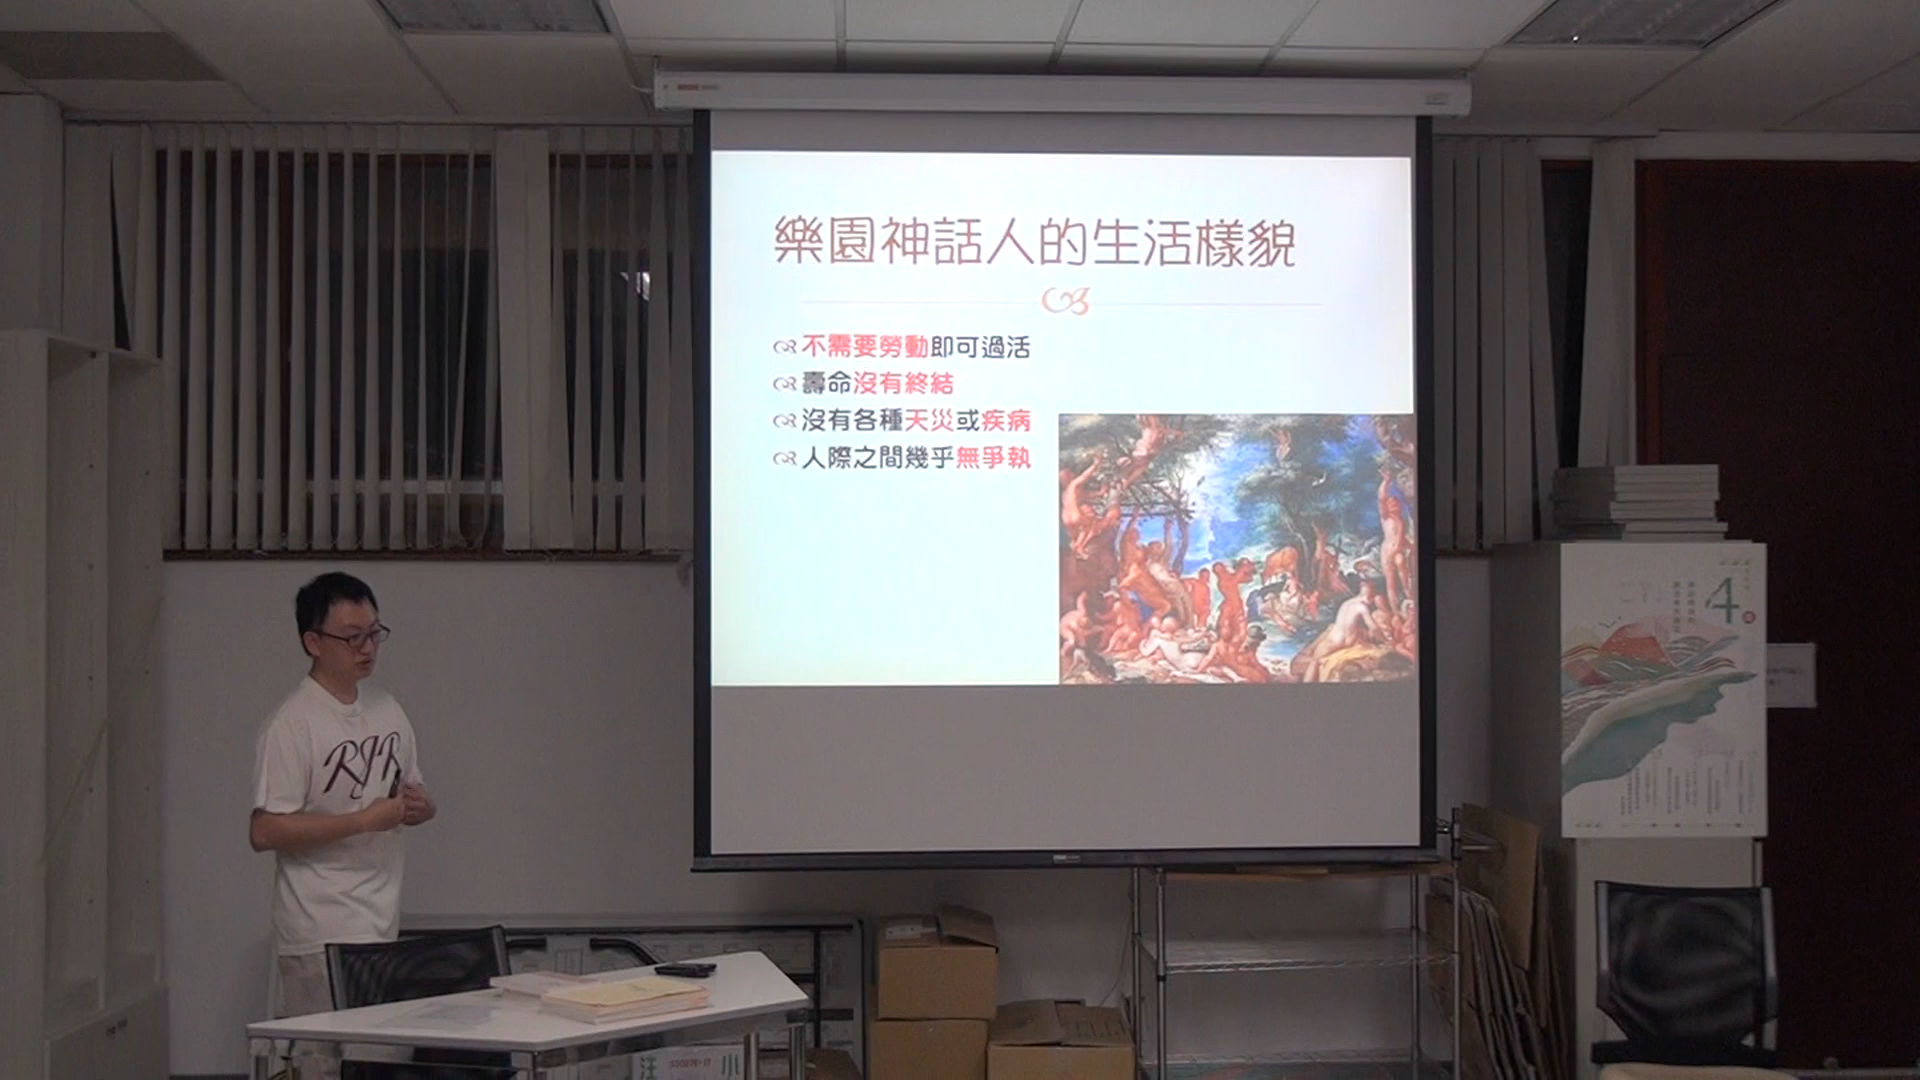 樂園神話人的生活樣貌
不需要勞動即可過活
壽命沒有終結
沒有各種天災或疾病
人際之間幾乎無爭執
RJR
4
汪
小